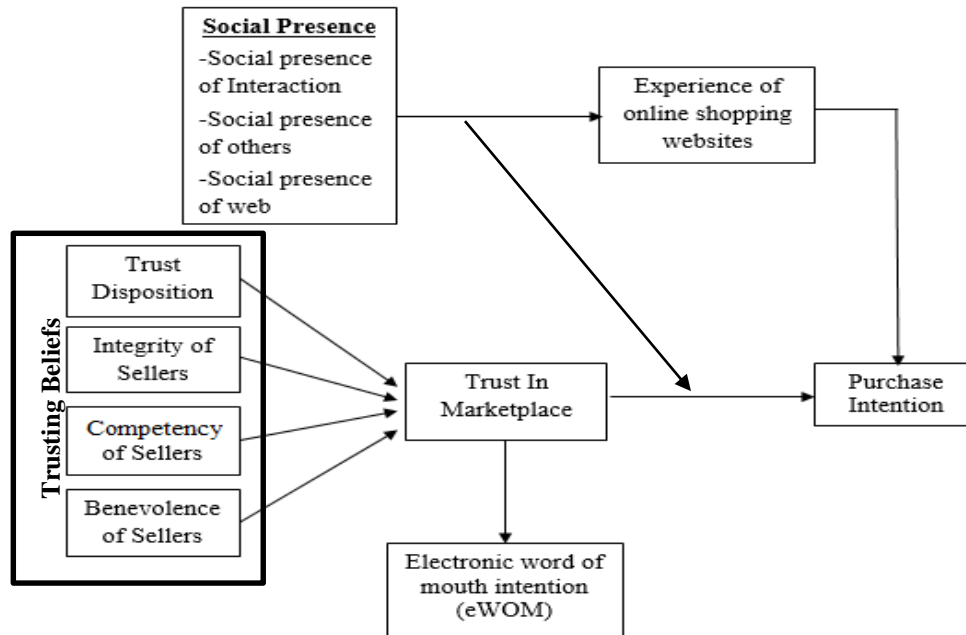 Social Presence
-Social presence
of Interaction
-Social presence
of others
-Social presence
of web
Experience of
online shopping
websites
Trusting Beliefs
Trust
Disposition
Integrity of
Sellers
Competency
of Sellers
Benevolence
of Sellers
Trust In
Marketplace
Purchase
Intention
Electronic word of
mouth intention
(eWOM)